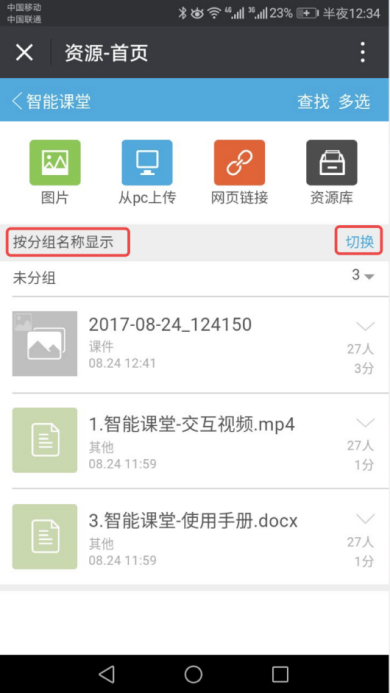 中国移动
中国联通
4G 3G 23% 半夜12:34
资源-首页
智能课堂 查找 多选
图片 从pc上传 网页链接 资源库
按分组名称显示 切换
未分组 3
2017-08-24_124150
课件 27人
08.24 12:41 3分
1.智能课堂-交互视频.mp4
其他 27人
08.24 11:59 1分
3.智能课堂-使用手册.docx
其他 27人
08.24 11:59 1分